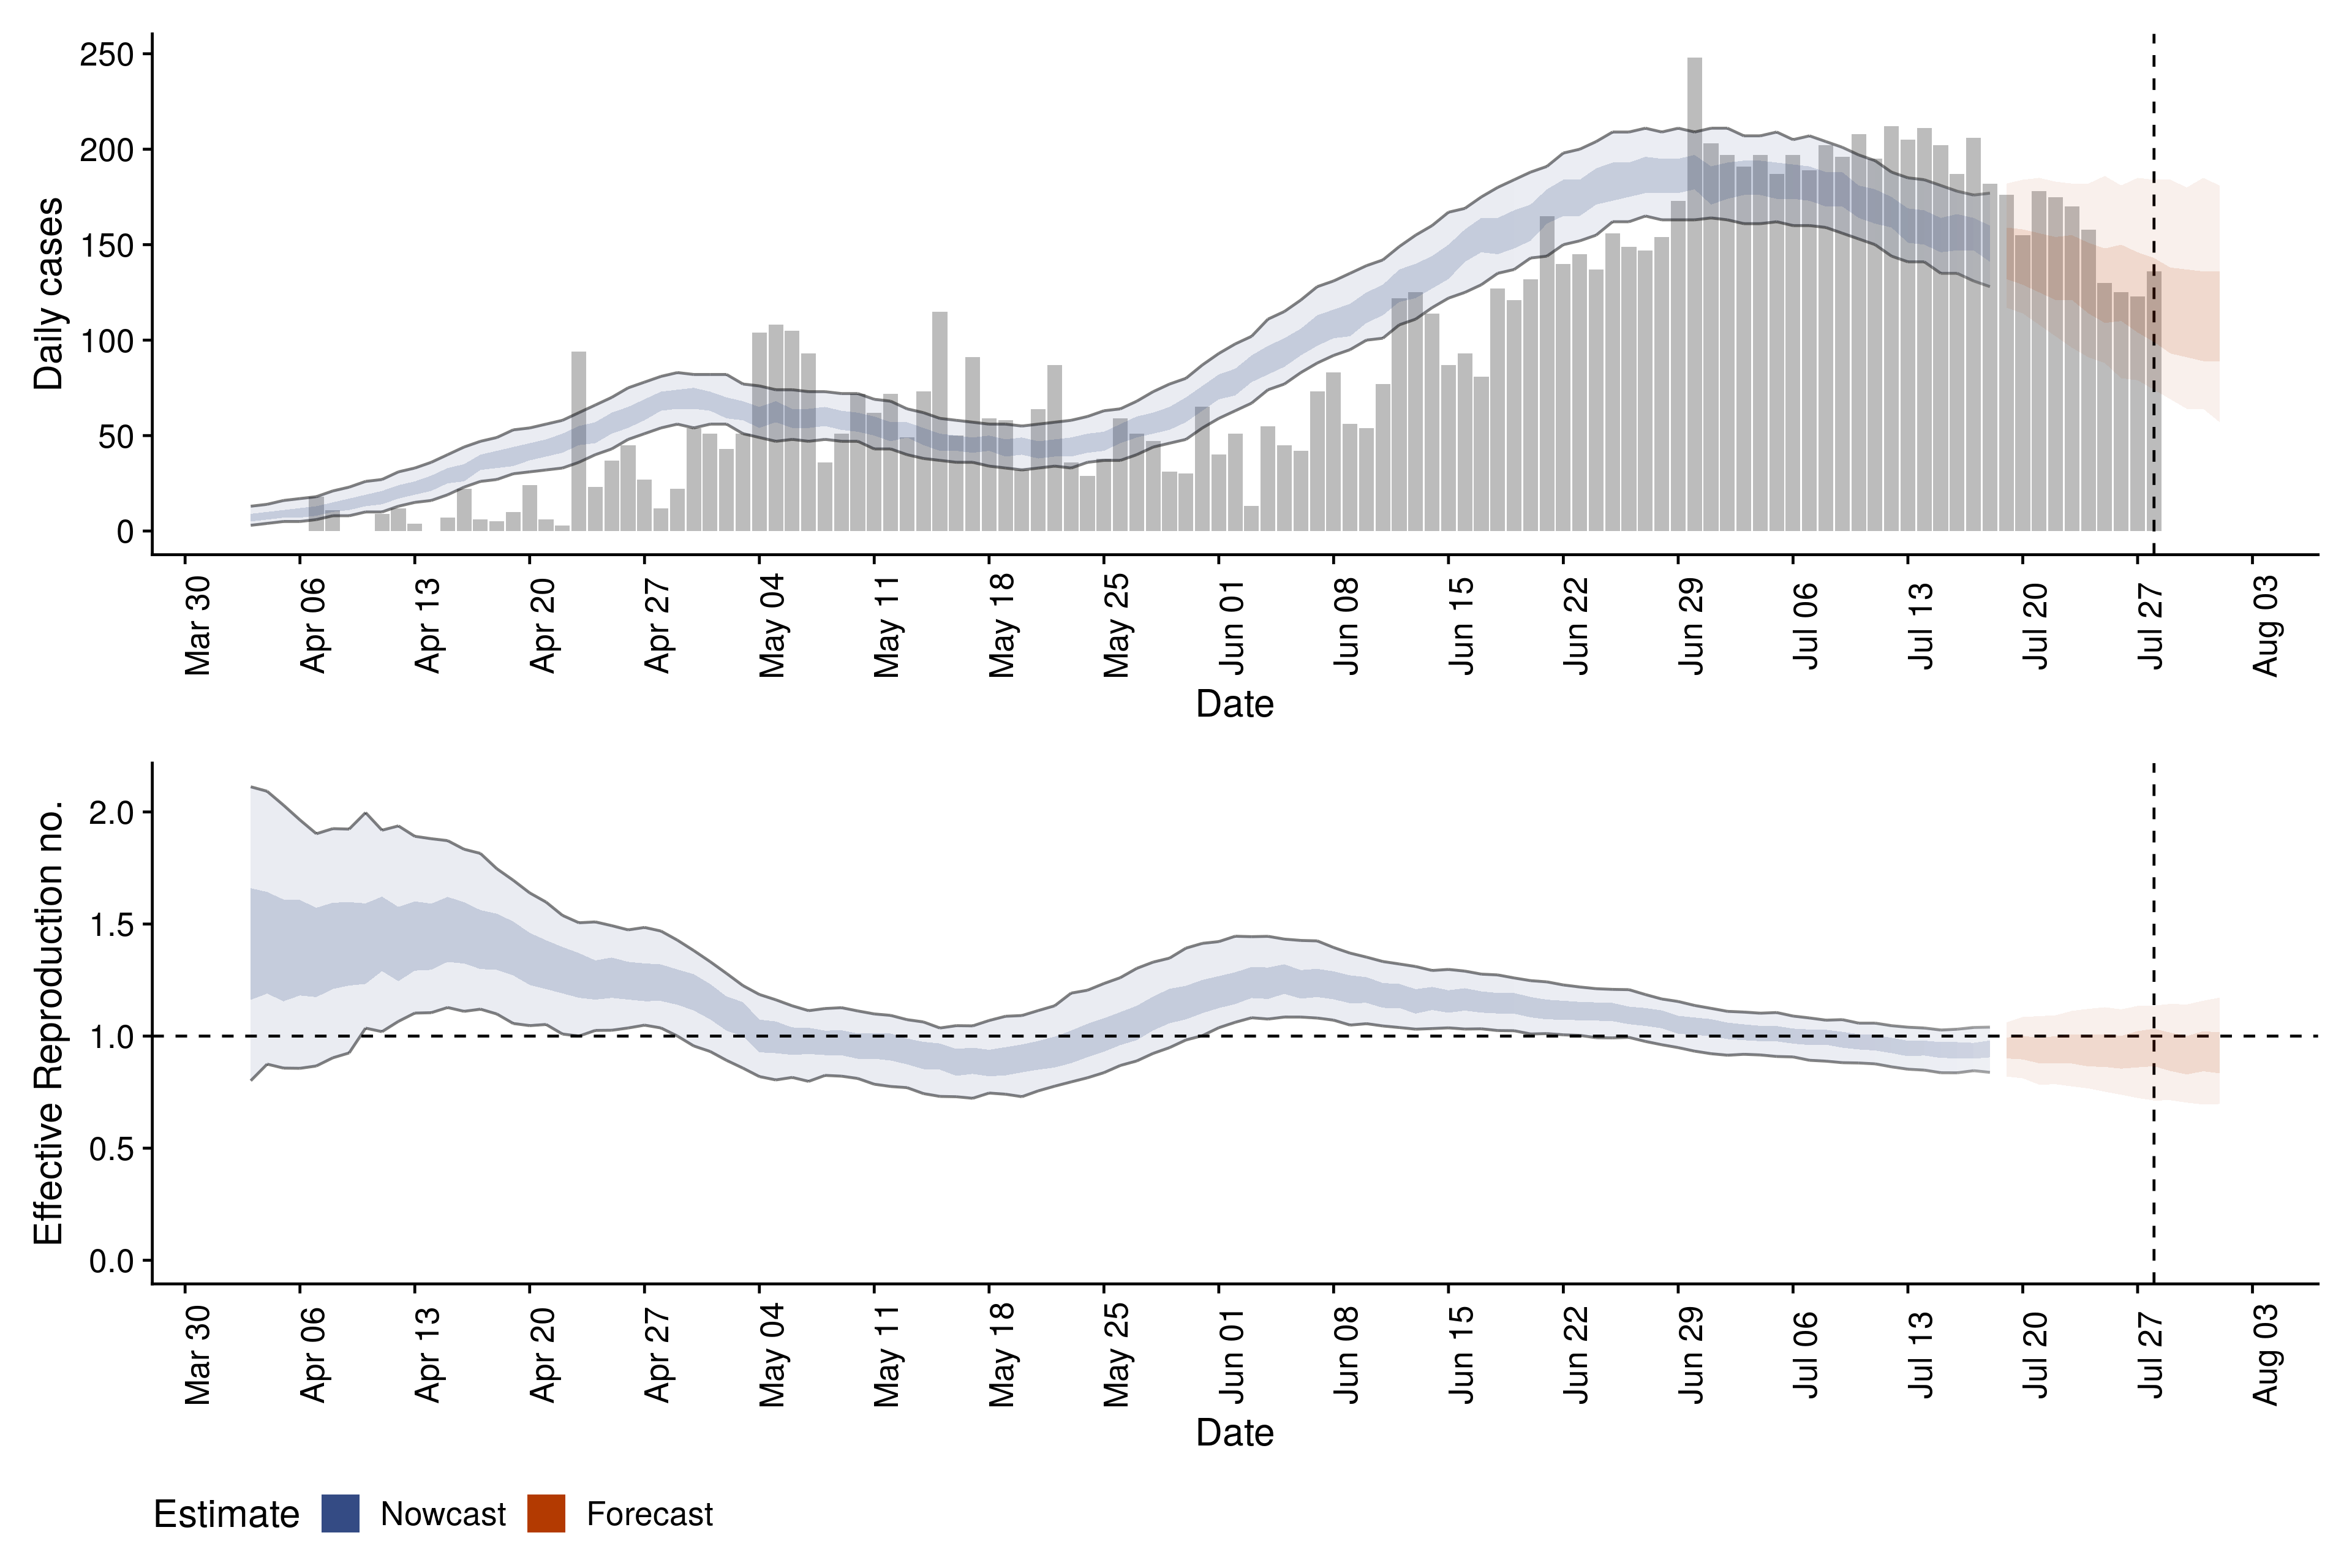 250
200
150
100
50
0
Daily cases
Mar 30
Apr 06
Apr 13
Apr 20
Apr 27
May 04
May 11
May 18
May 25
Jun 01
Jun 08
Jun 15
Jun 22
Jun 29
Jul 06
Jul 13
Jul 20
Jul 27
Aug 03
Date
2.0
1.5
1.0
0.5
0.0
Effective Reproduction no.
Mar 30
Apr 06
Apr 13
Apr 20
Apr 27
May 04
May 11
May 18
May 25
Jun 01
Jun 08
Jun 15
Jun 22
Jun 29
Jul 06
Jul 13
Jul 20
Jul 27
Aug 03
Date
Estimate Nowcast Forecast